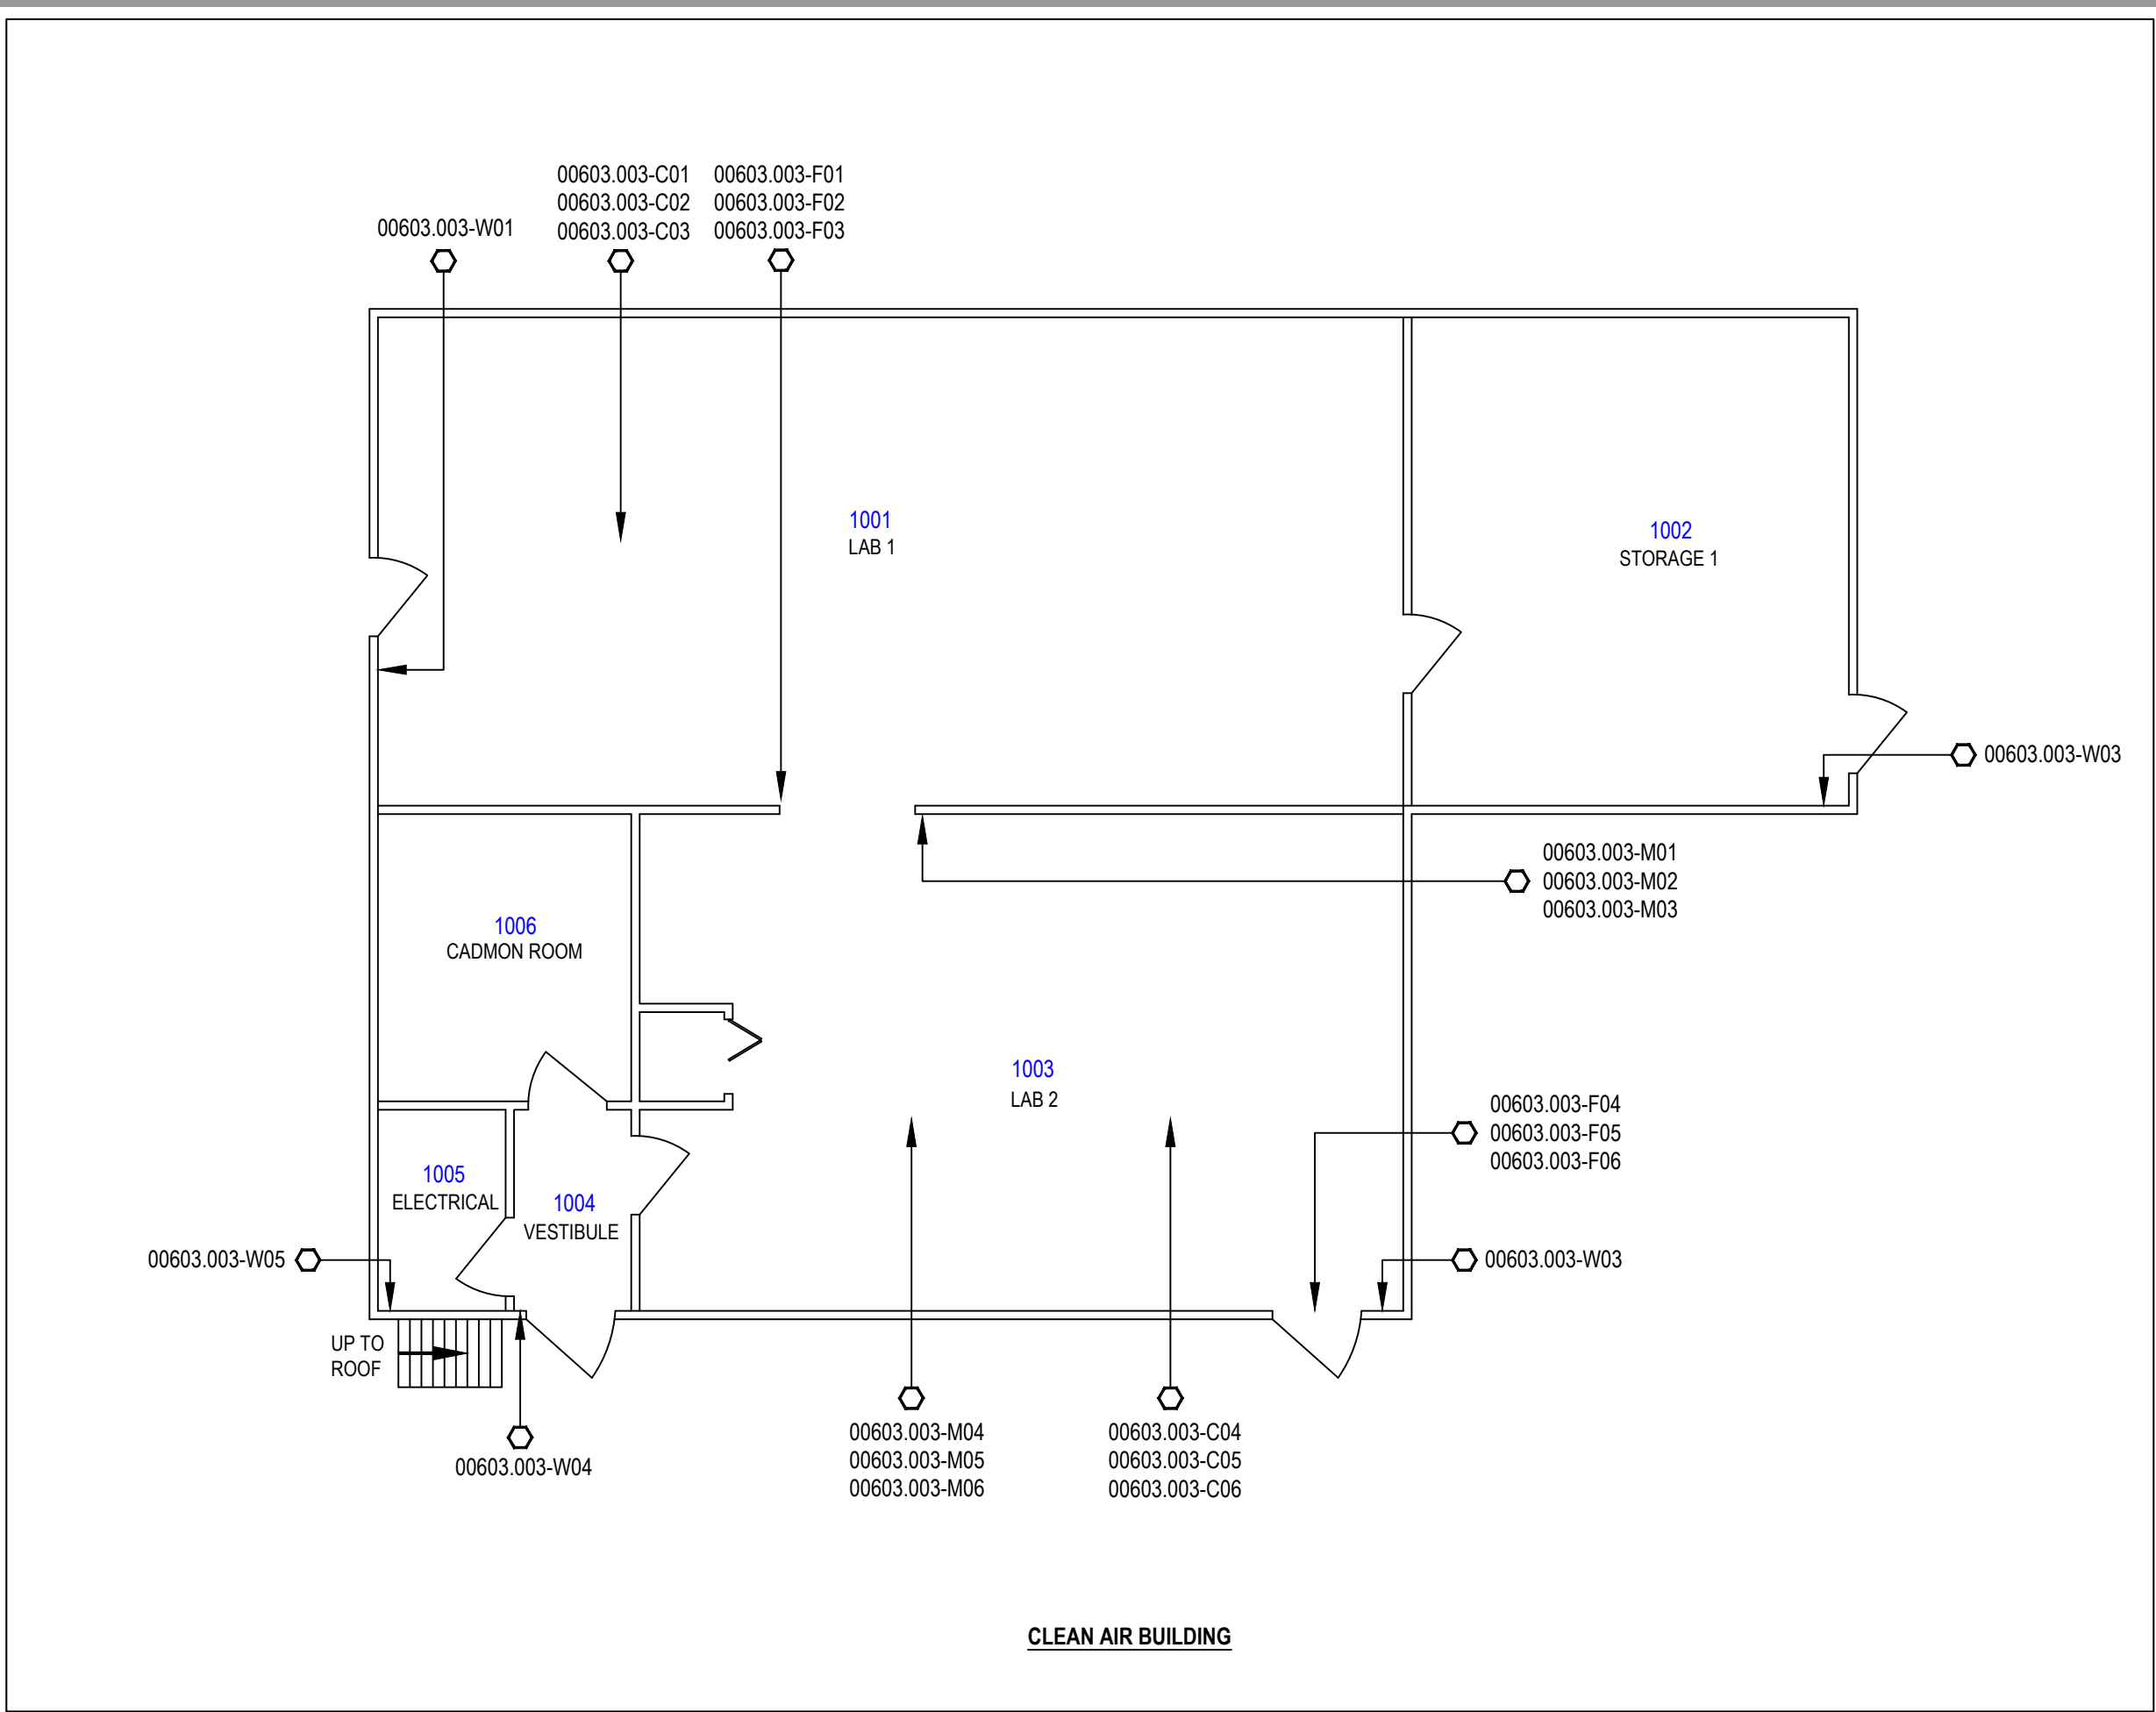 00603.003-W01
00603.003-C01
00603.003-C02
00603.003-C03
00603.003-F01
00603.003-F02
00603.003-F03
1001
LAB 1
1002
STORAGE 1
00603.003-W03
00603.003-M01
00603.003-M02
00603.003-M03
1006
CADMON ROOM
1003
LAB 2
00603.003-F04
00603.003-F05
00603.003-F06
1005
ELECTRICAL
1004
VESTIBULE
00603.003-W05
00603.003-W03
UP TO
ROOF
00603.003-W04
00603.003-M04
00603.003-M05
00603.003-M06
00603.003-C04
00603.003-C05
00603.003-C06
CLEAN AIR BUILDING